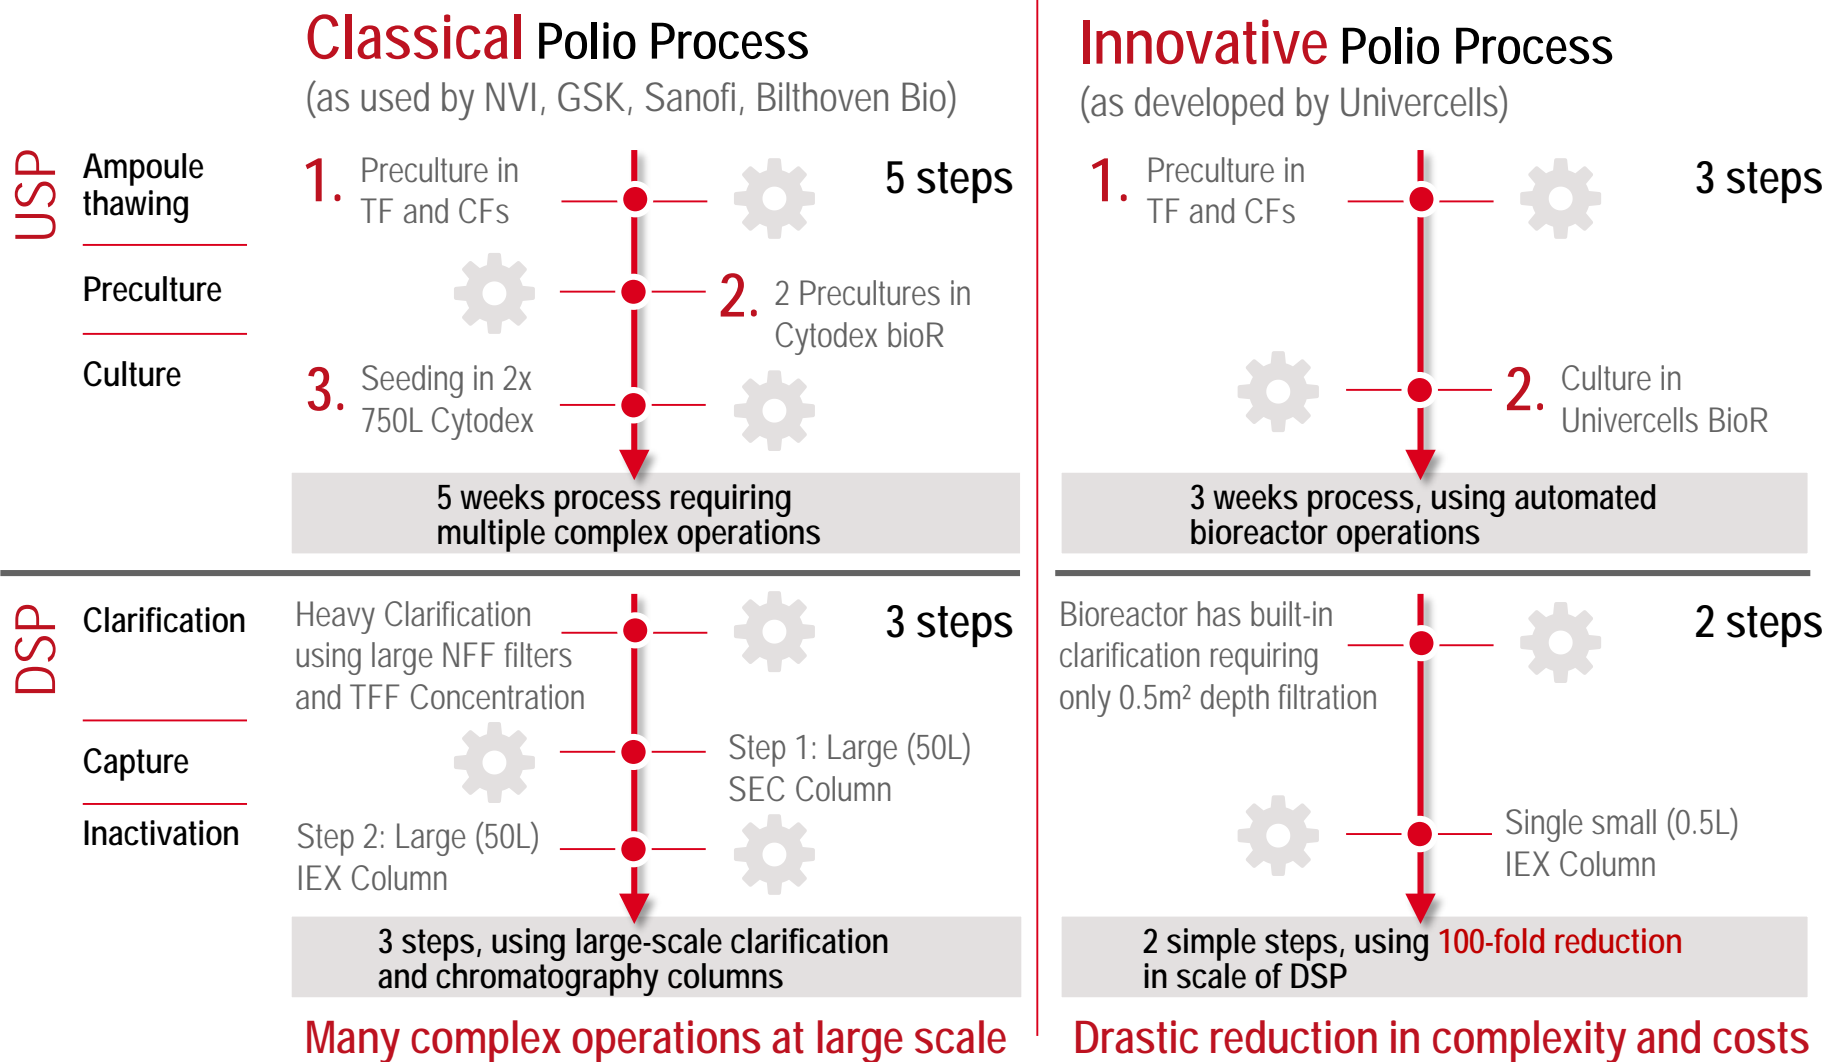 Classical Polio Process
(as used by NVI, GSK, Sanofi, Bilthoven Bio)
Innovative Polio Process
(as developed by Univercells)
USP
Ampoule
thawing
Preculture
Culture
1. Preculture in
TF and CFs
5 steps
2. 2 Precultures in
Cytodex bioR
3. Seeding in 2x
750L Cytodex
5 weeks process requiring
multiple complex operations
1. Preculture in
TF and CFs
3 steps
2. Culture in
Univercells BioR
3 weeks process, using automated
bioreactor operations
DSP
Clarification
Capture
Inactivation
Heavy Clarification
using large NFF filters
and TFF Concentration
3 steps
Step 1: Large (50L)
SEC Column
Step 2: Large (50L)
IEX Column
3 steps, using large-scale clarification
and chromatography columns
Many complex operations at large scale
Bioreactor has built-in
clarification requiring
only 0.5m² depth filtration
2 steps
Single small (0.5L)
IEX Column
2 simple steps, using 100-fold reduction
in scale of DSP
Drastic reduction in complexity and costs